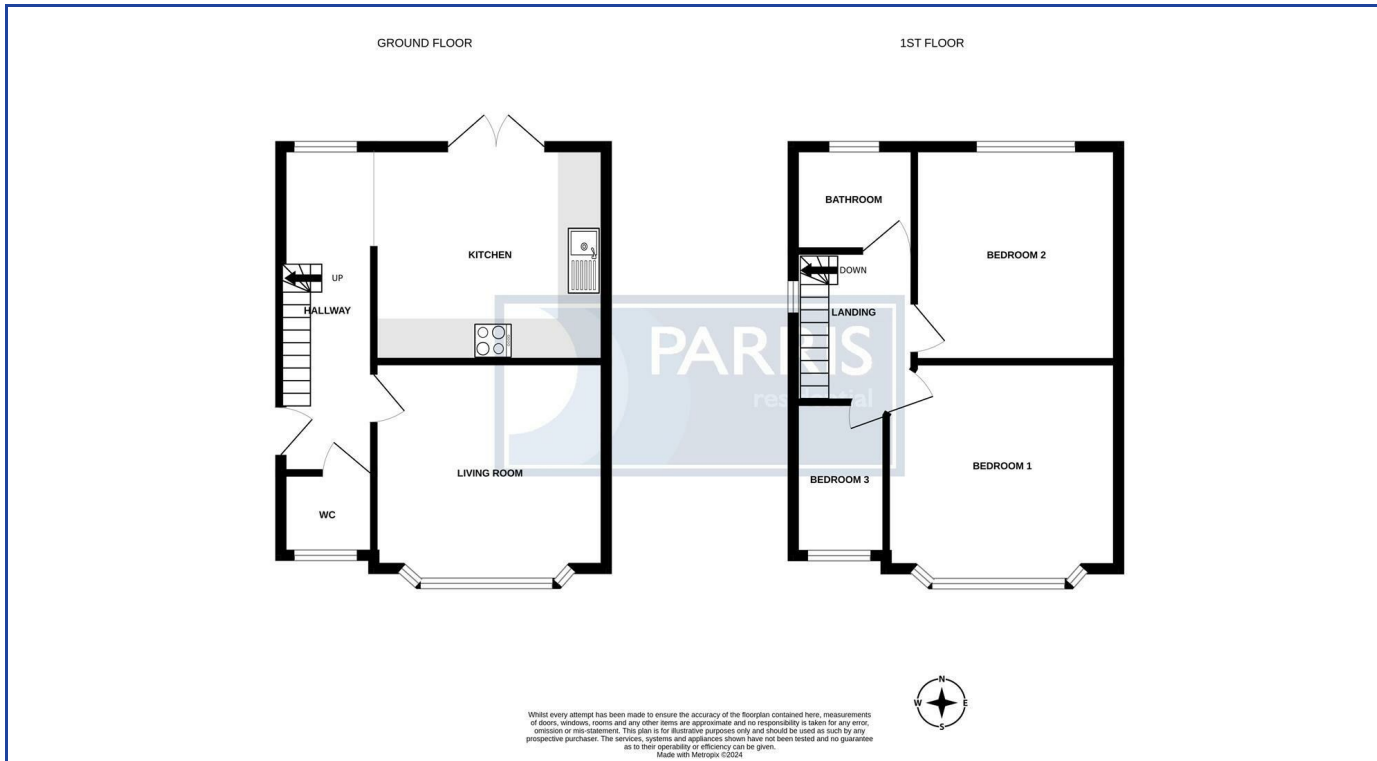 GROUND FLOOR
1ST FLOOR
BATHROOM
KITCHEN
BEDROOM 2
UP
DOWN
HALLWAY
LANDING
PARRIS
residential
LIVING ROOM
BEDROOM 1
BEDROOM 3
WC
N
W E
S
Whilst every attempt has been made to ensure the accuracy of the floorplan contained here, measurements
of doors, windows, rooms and any other items are approximate and no responsibility is taken for any error,
omission or mis-statement. This plan is for illustrative purposes only and should be used as such by any
prospective purchaser. The services, systems and appliances shown have not been tested and no guarantee
as to their operability or efficiency can be given.
Made with Metropix ©2024